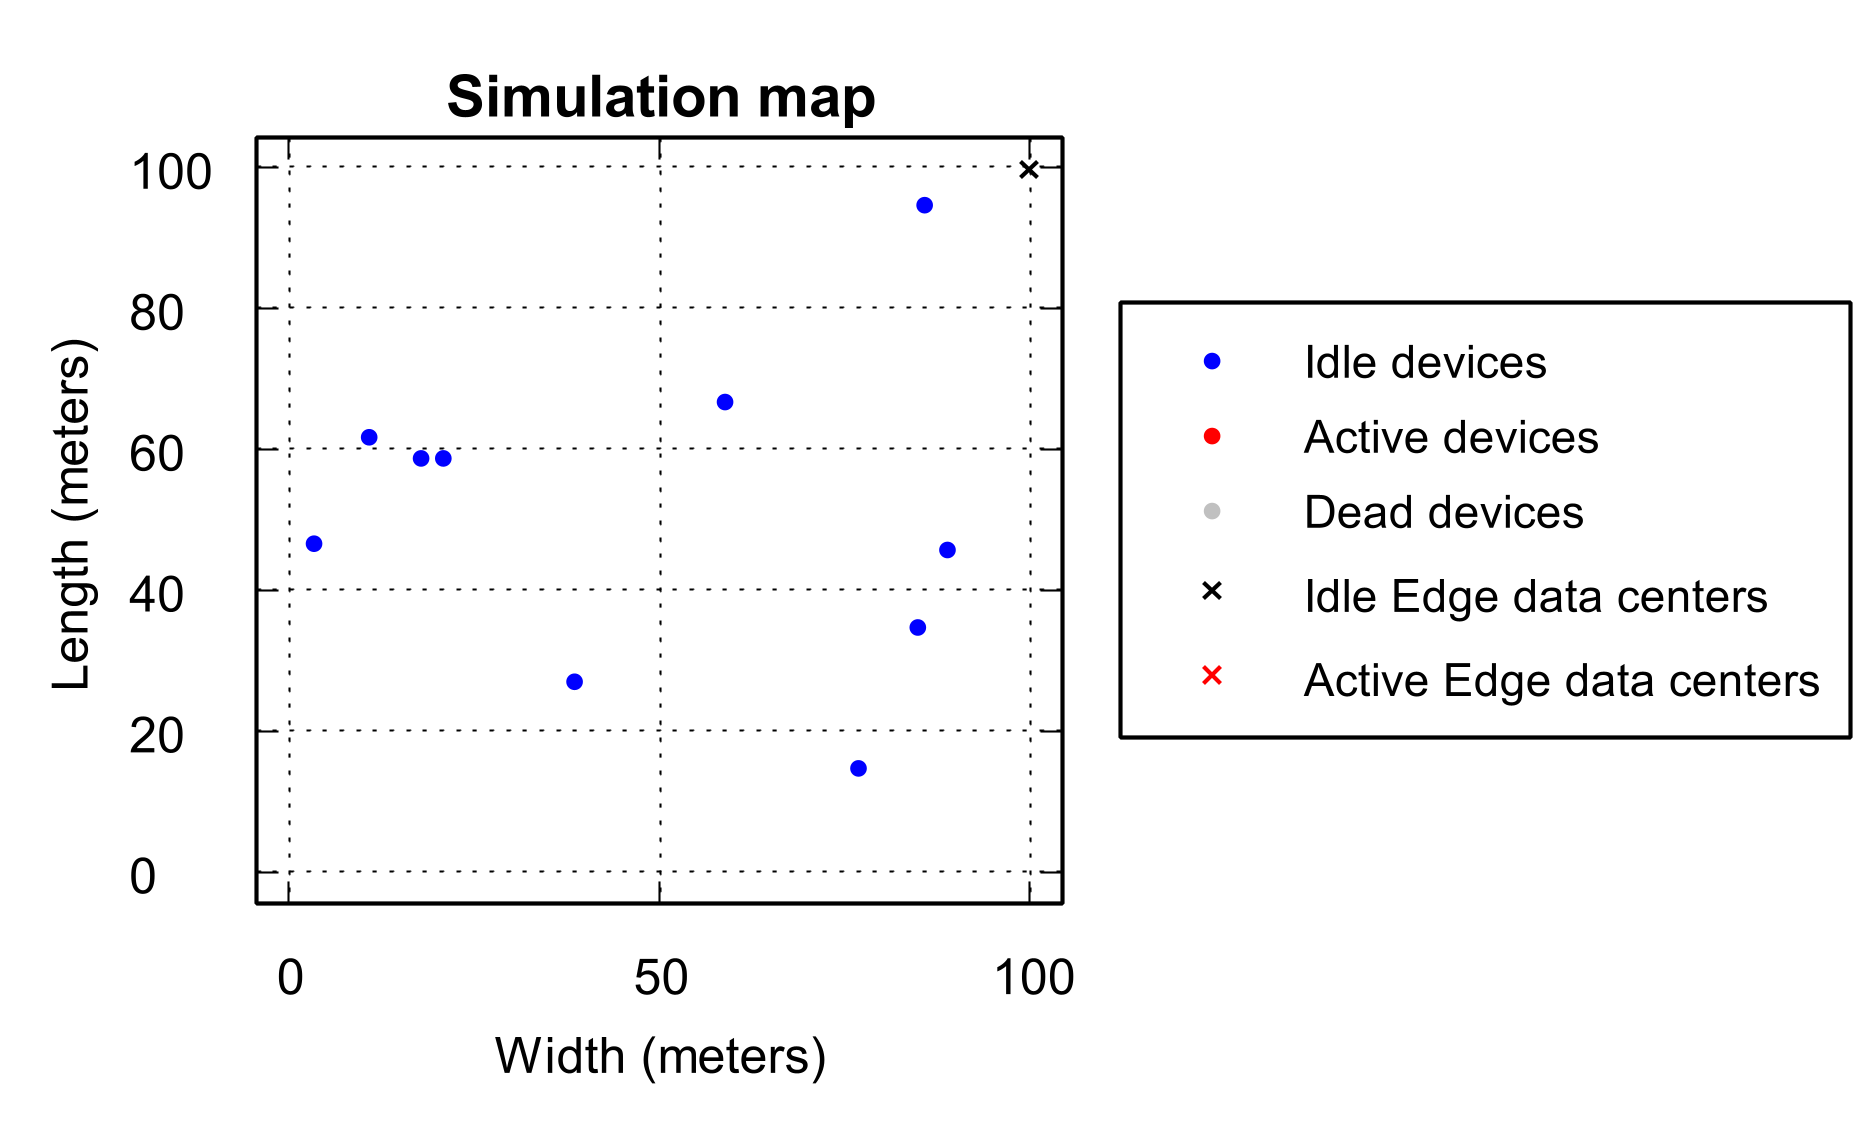 Simulation map
100
80
60
40
20
0
Length (meters)
0 50 100
Width (meters)
Idle devices
Active devices
Dead devices
Idle Edge data centers
Active Edge data centers